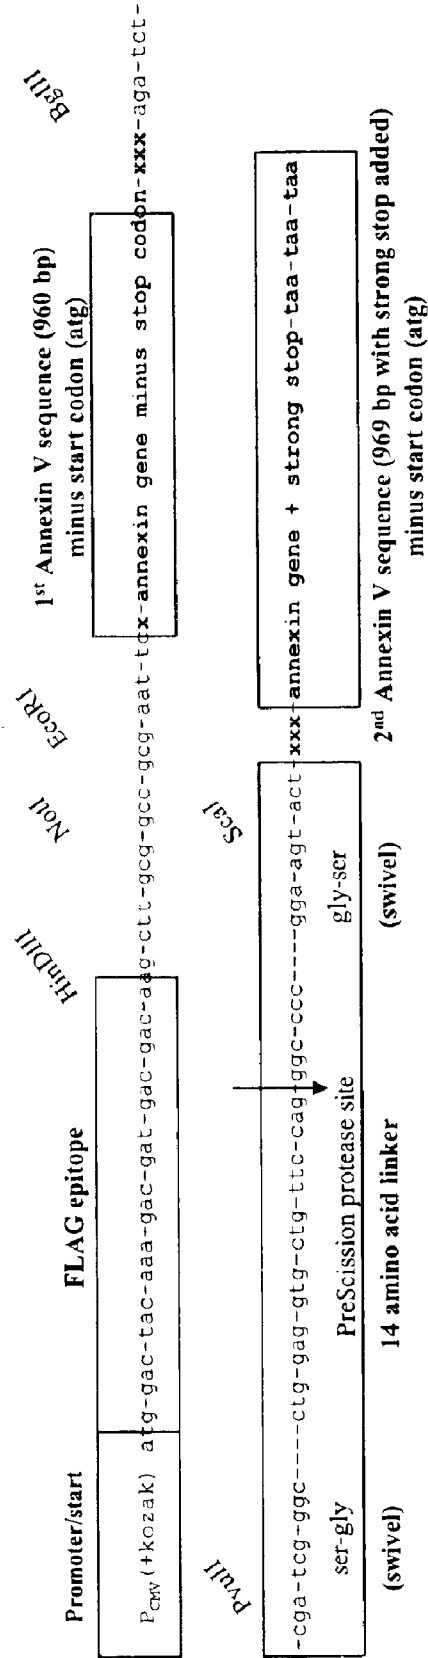 Promoter/start
FLAG epitope
HinDIII
NotI
EcoRI
1st Annexin V sequence (960 bp)
minus start codon (atg)
BglII
PCMV(+kozak) atg-gac-tac-aaa-gac-gat-gac-gac-aag-ctt-gcg-gcc-gcg-aat-tcx-annexin gene minus stop codon-xxx-aga-tct-
PvuII
ScaI
-cga-tcg-ggc----ctg-gag-gtg-ctg-ttc-cag-ggc-ccc----gga-agt-act-xxx-annexin gene + strong stop-taa-taa-taa
ser-gly
PreScission protease site
gly-ser
(swivel)
14 amino acid linker
(swivel)
2nd Annexin V sequence (969 bp with strong stop added)
minus start codon (atg)